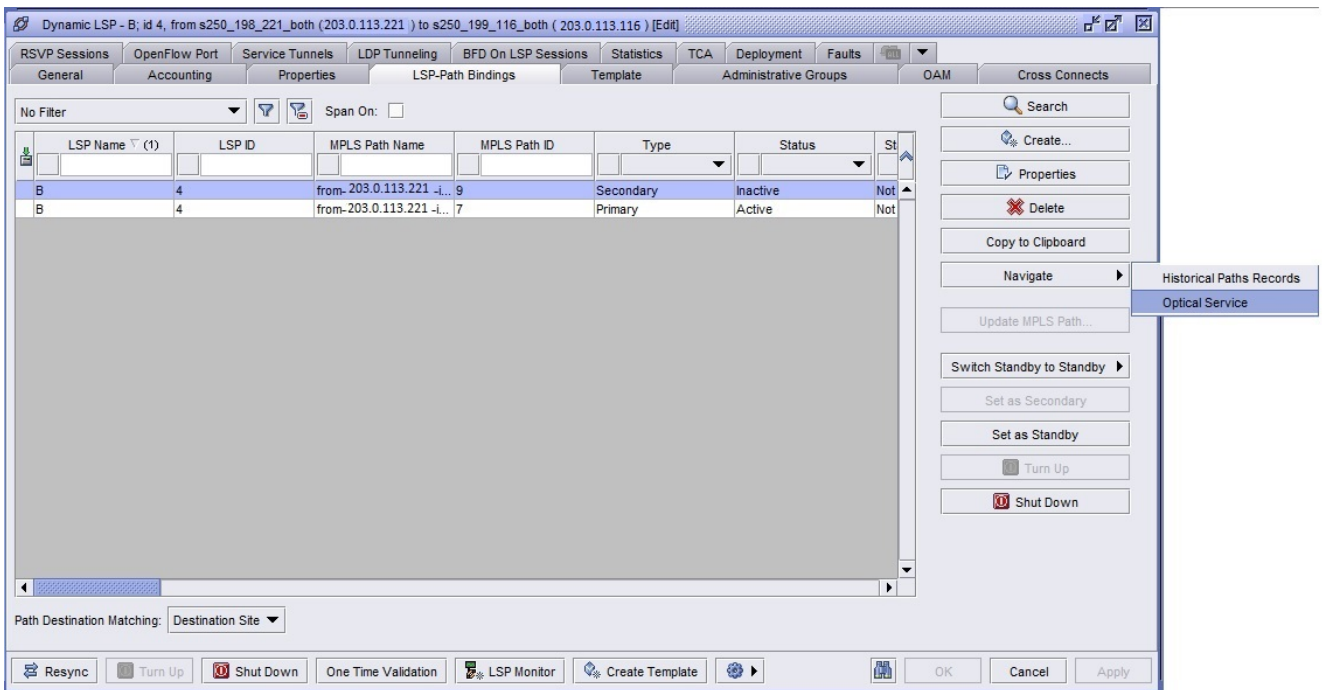 Dynamic LSP - B; id 4, from s250_198_221_both (203.0.113.221 ) to s250_199_116_both ( 203.0.113.116 ) [Edit]
RSVP Sessions OpenFlow Port Service Tunnels LDP Tunneling BFD On LSP Sessions Statistics TCA Deployment Faults
General Accounting Properties LSP-Path Bindings Template Administrative Groups OAM Cross Connects
No Filter Span On:
Search
LSP Name (1) LSP ID MPLS Path Name MPLS Path ID Type Status St
Create...
Properties
B 4 from- 203.0.113.221 -i... 9 Secondary Inactive Not
B 4 from- 203.0.113.221 -i... 7 Primary Active Not
Delete
Copy to Clipboard
Navigate
Historical Paths Records
Optical Service
Update MPLS Path...
Switch Standby to Standby
Set as Secondary
Set as Standby
Turn Up
Shut Down
Path Destination Matching: Destination Site
Resync Turn Up Shut Down One Time Validation LSP Monitor Create Template OK Cancel Apply